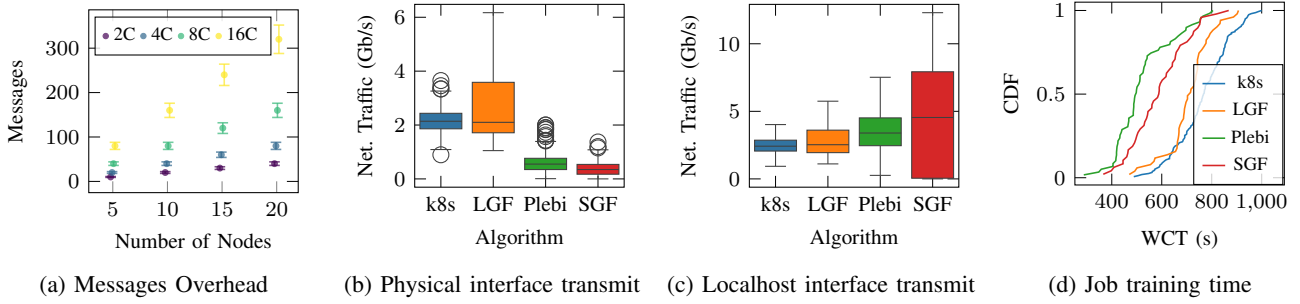 Messages
300
200
100
0
2C 4C 8C 16C
5 10 15 20
Number of Nodes
(a) Messages Overhead
Net. Traffic (Gb/s)
6
4
2
0
k8s LGF Plebi SGF
Algorithm
(b) Physical interface transmit
Net. Traffic (Gb/s)
10
5
0
k8s LGF Plebi SGF
Algorithm
(c) Localhost interface transmit
CDF
1
0.5
0
k8s
LGF
Plebi
SGF
400 600 800 1,000
WCT (s)
(d) Job training time